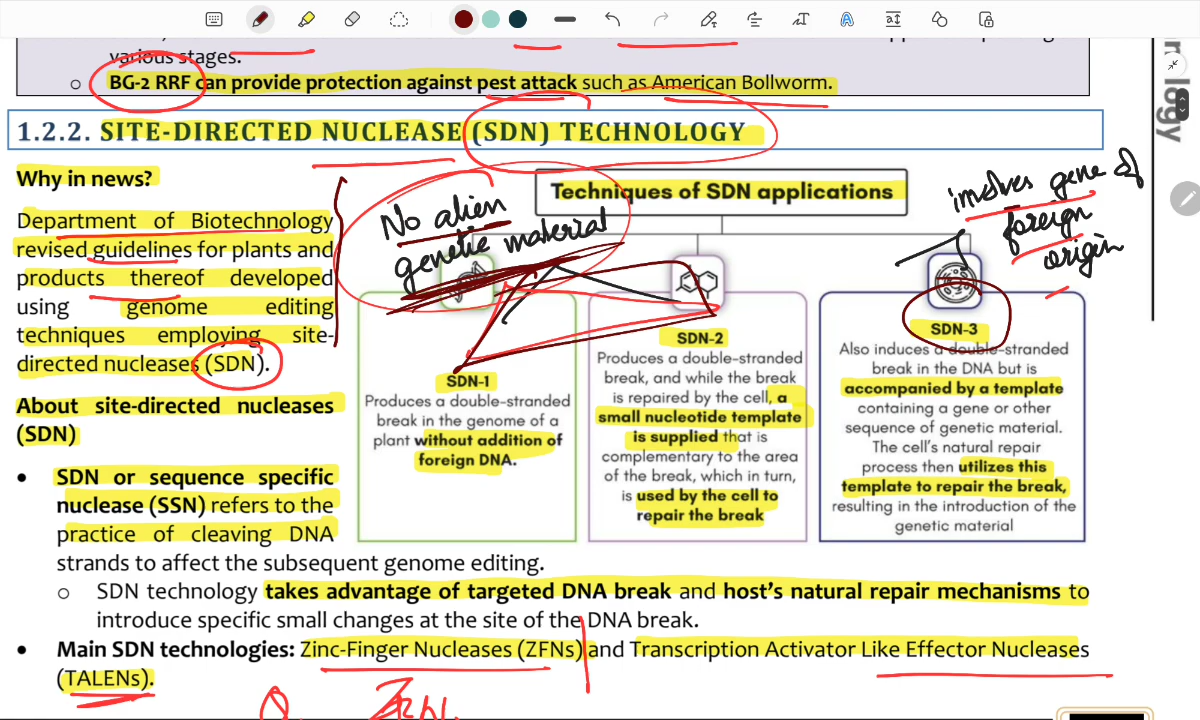 various stages.
o BG-2 RRF can provide protection against pest attack such as American Bollworm.
1.2.2. SITE-DIRECTED NUCLEASE (SDN) TECHNOLOGY
Why in news?
Department of Biotechnology
revised guidelines for plants and
products thereof developed
using genome editing
techniques employing site-
directed nucleases (SDN).
About site-directed nucleases
(SDN)
• SDN or sequence specific
nuclease (SSN) refers to the
practice of cleaving DNA
strands to affect the subsequent genome editing.
Techniques of SDN applications
No alien
genetic material
involves gene of
foreign
origin
SDN-1
Produces a double-stranded
break in the genome of a
plant without addition of
foreign DNA.
SDN-2
Produces a double-stranded
break, and while the break
is repaired by the cell, a
small nucleotide template
is supplied that is
complementary to the area
of the break, which in turn,
is used by the cell to
repair the break
SDN-3
Also induces a double-stranded
break in the DNA but is
accompanied by a template
containing a gene or other
sequence of genetic material.
The cell's natural repair
process then utilizes this
template to repair the break,
resulting in the introduction of the
genetic material
o SDN technology takes advantage of targeted DNA break and host's natural repair mechanisms to
introduce specific small changes at the site of the DNA break.
• Main SDN technologies: Zinc-Finger Nucleases (ZFNs) and Transcription Activator Like Effector Nucleases
(TALENs).